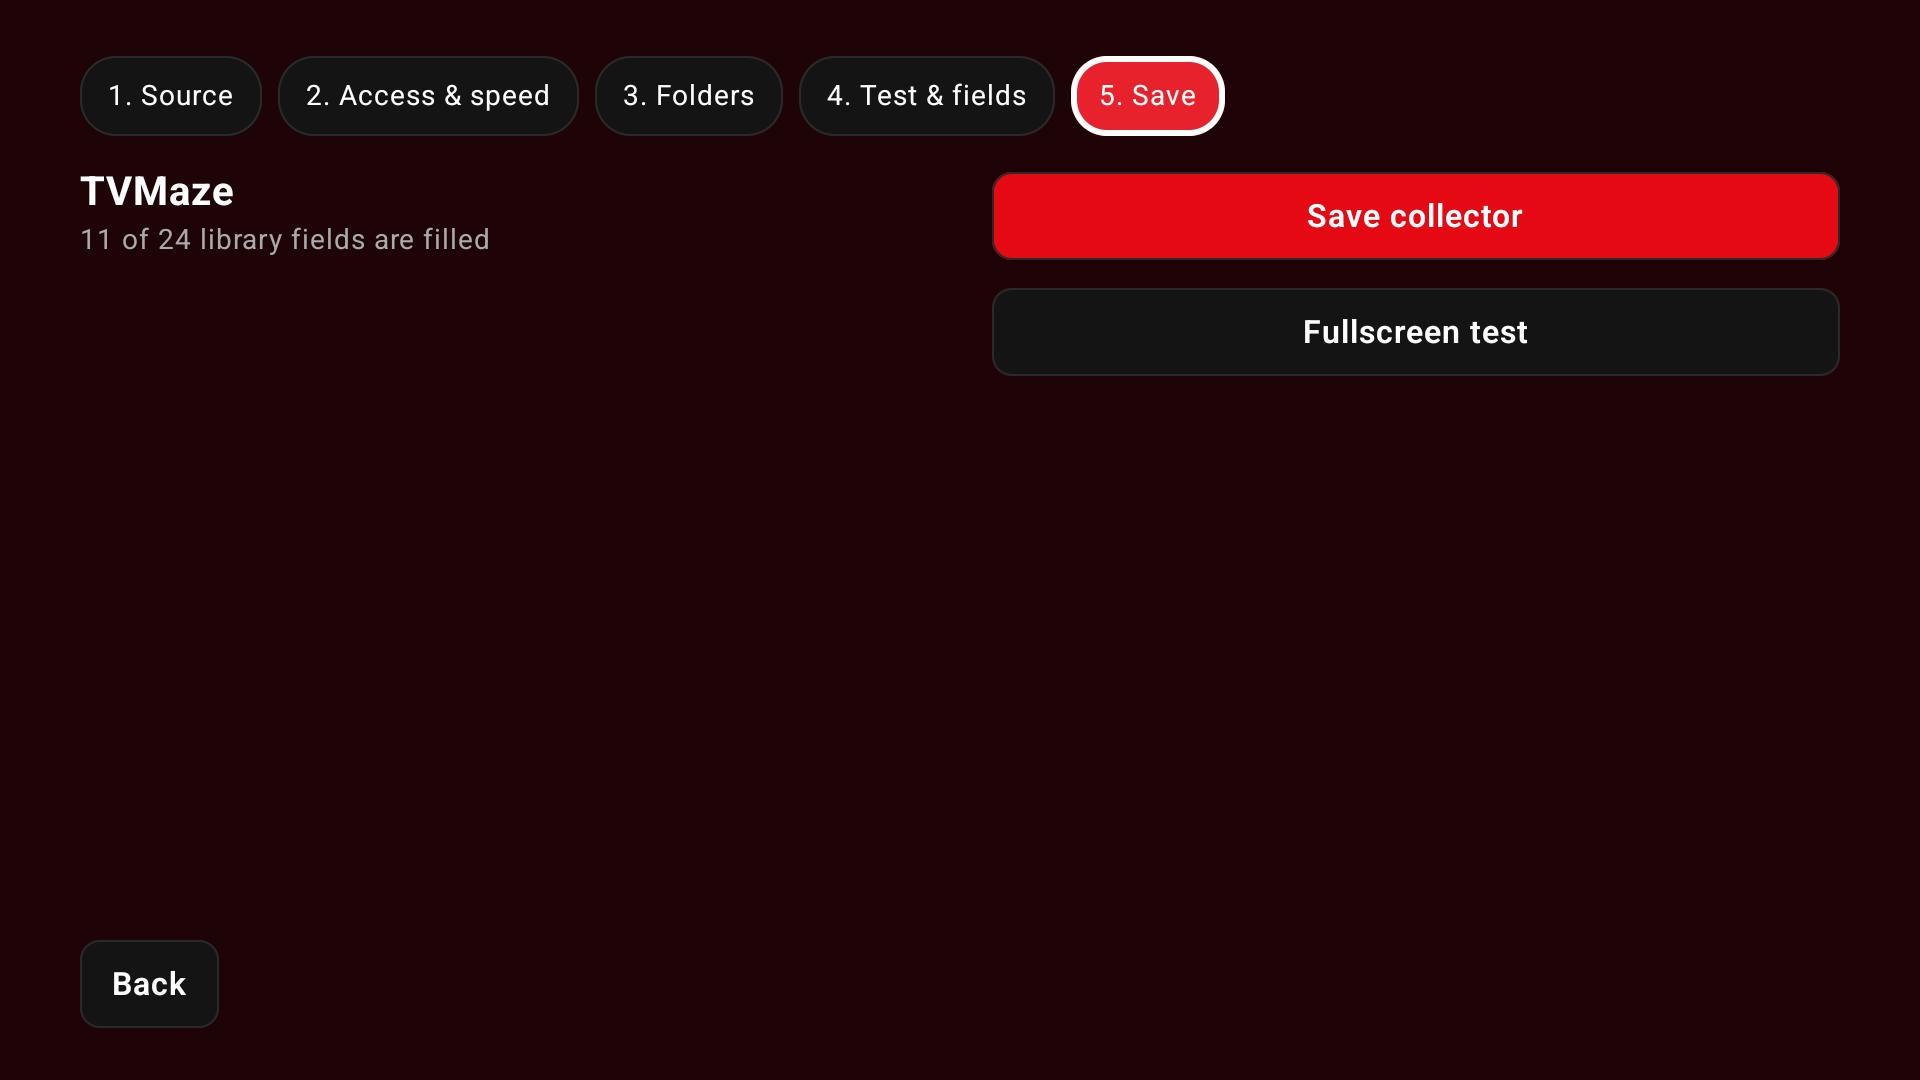 1. Source
2. Access & speed
3. Folders
4. Test & fields
5. Save
TVMaze
11 of 24 library fields are filled
Save collector
Fullscreen test
Back